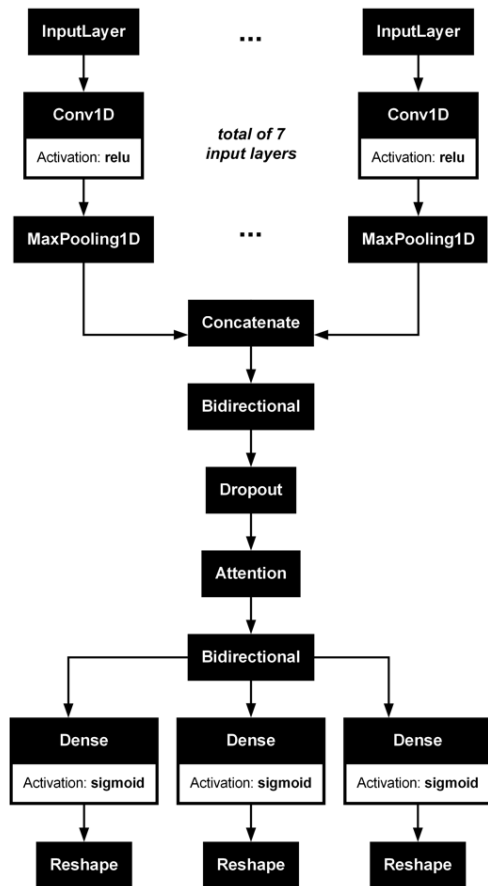 InputLayer ... InputLayer
Conv1D Conv1D
Activation: relu total of 7 Activation: relu
input layers
MaxPooling1D ... MaxPooling1D
Concatenate
Bidirectional
Dropout
Attention
Bidirectional
Dense Dense Dense
Activation: sigmoid Activation: sigmoid Activation: sigmoid
Reshape Reshape Reshape